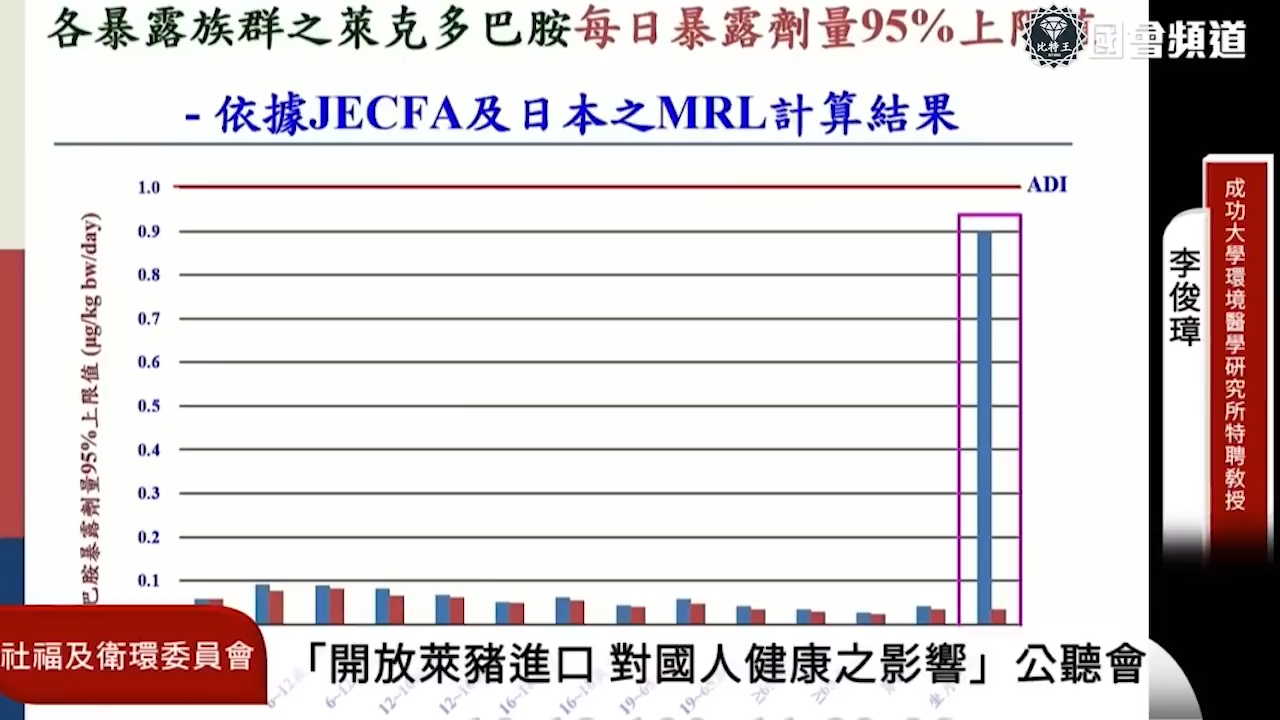 各暴露族群之萊克多巴胺每日暴露劑量95%上限值
比特王
國會頻道
- 依據JECFA及日本之MRL計算結果
1.0
ADI
0.9
0.8
0.7
0.6
0.5
0.4
0.3
0.2
0.1
巴胺暴露劑量95%上限值 (μg/kg bw/day)
成功大學環境醫學研究所特聘教授
李俊璋
社福及衛環委員會
「開放萊豬進口 對國人健康之影響」公聽會